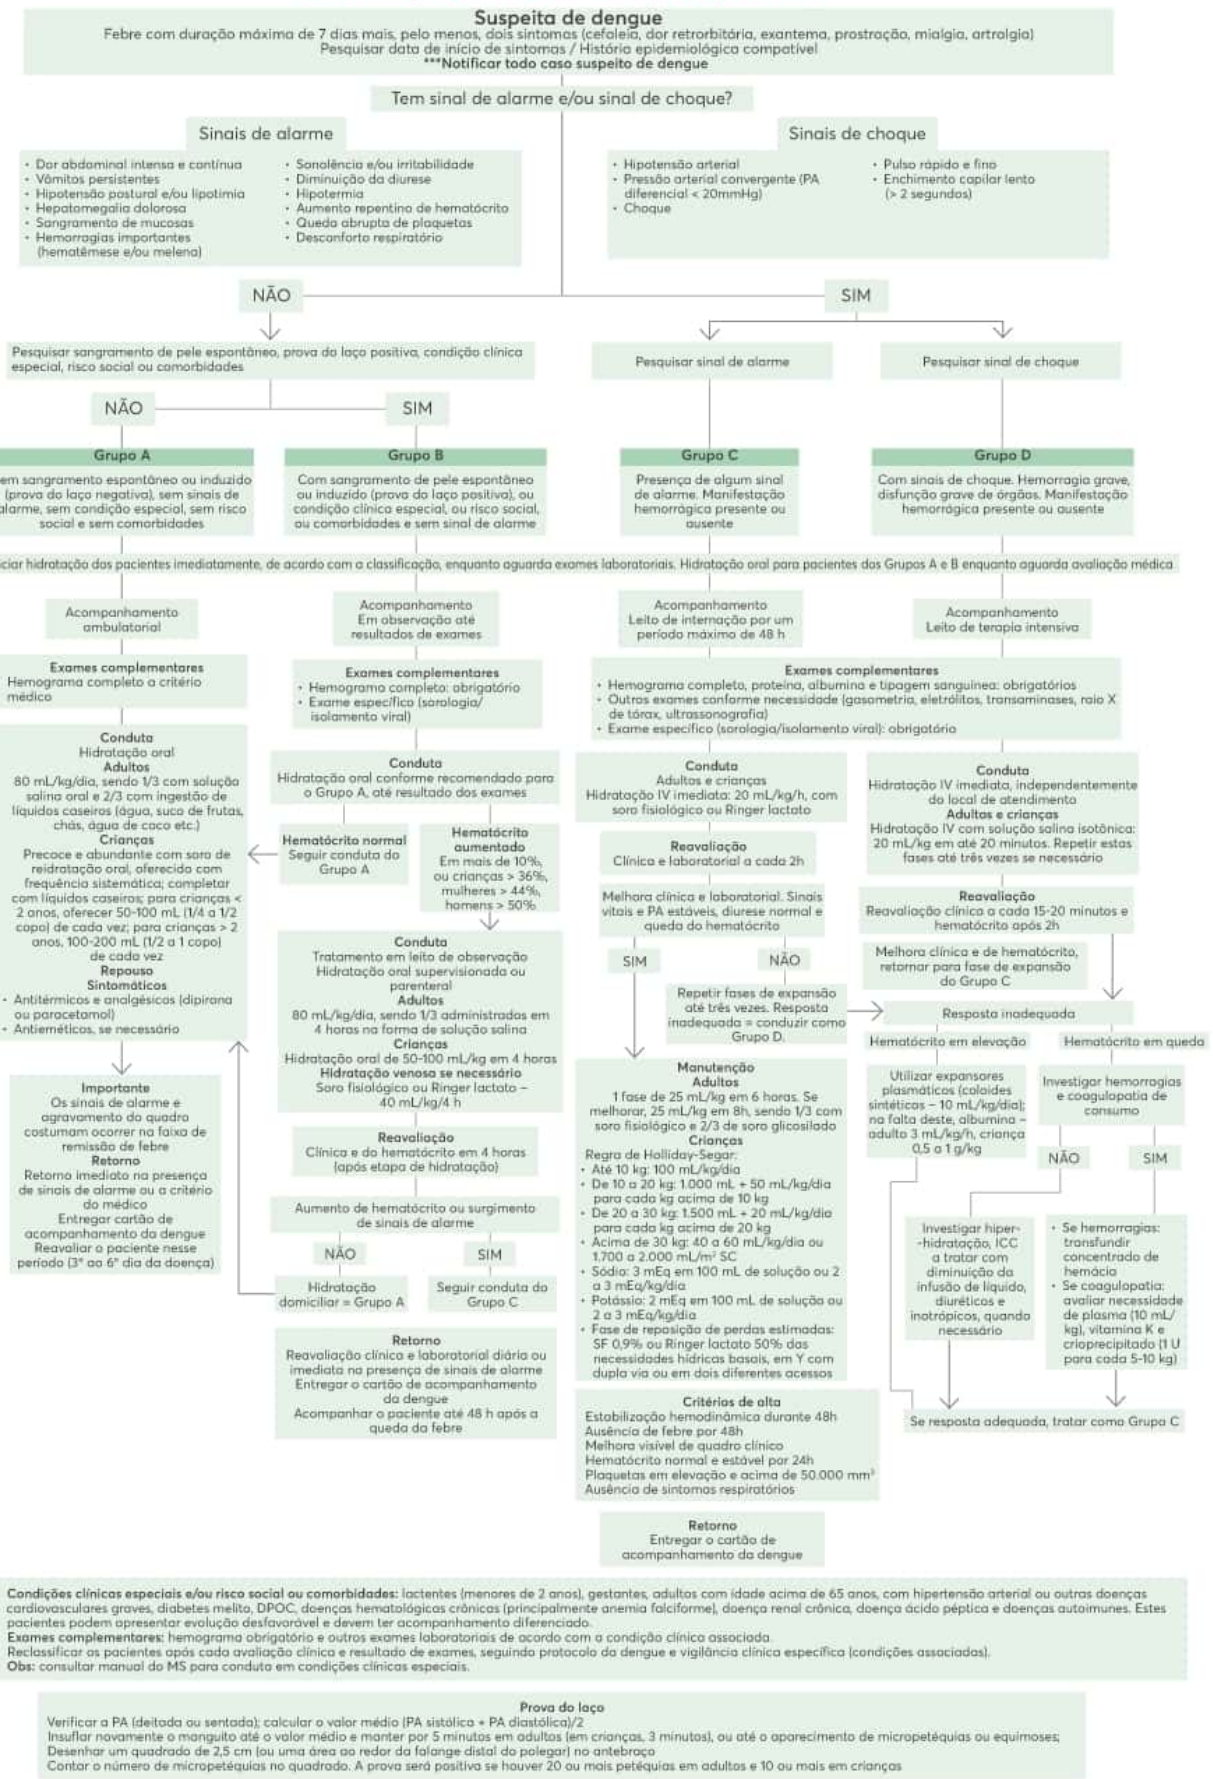 Suspeita de dengue
Febre com duração máxima de 7 dias mais, pelo menos, dois sintomas (cefaleia, dor retrorbitária, exantema, prostração, mialgia, artralgia)
Pesquisar data de início de sintomas / História epidemiológica compatível
***Notificar todo caso suspeito de dengue
Tem sinal de alarme e/ou sinal de choque?
Sinais de alarme
• Dor abdominal intensa e contínua
• Vômitos persistentes
• Hipotensão postural e/ou lipotimia
• Hepatomegalia dolorosa
• Sangramento de mucosas
• Hemorragias importantes
(hematêmese e/ou melena)
• Sonolência e/ou irritabilidade
• Diminuição da diurese
• Hipotermia
• Aumento repentino de hematócrito
• Queda abrupta de plaquetas
• Desconforto respiratório
Sinais de choque
• Hipotensão arterial
• Pressão arterial convergente (PA
diferencial < 20mmHg)
• Choque
• Pulso rápido e fino
• Enchimento capilar lento
(> 2 segundos)
NÃO
SIM
Pesquisar sangramento de pele espontâneo, prova do laço positiva, condição clínica
especial, risco social ou comorbidades
Pesquisar sinal de alarme
Pesquisar sinal de choque
NÃO
SIM
Grupo A
em sangramento espontâneo ou induzido
(prova do laço negativa), sem sinais de
alarme, sem condição especial, sem risco
social e sem comorbidades
Grupo B
Com sangramento de pele espontâneo
ou induzido (prova do laço positiva), ou
condição clínica especial, ou risco social,
ou comorbidades e sem sinal de alarme
Grupo C
Presença de algum sinal
de alarme. Manifestação
hemorrágica presente ou
ausente
Grupo D
Com sinais de choque. Hemorragia grave,
disfunção grave de órgãos. Manifestação
hemorrágica presente ou ausente
ciar hidratação dos pacientes imediatamente, de acordo com a classificação, enquanto aguarda exames laboratoriais. Hidratação oral para pacientes dos Grupos A e B enquanto aguarda avaliação médica.
Acompanhamento
ambulatorial
Acompanhamento
Em observação até
resultados de exames
Acompanhamento
Leito de internação por um
período máximo de 48 h
Acompanhamento
Leito de terapia intensiva
Exames complementares
Hemograma completo a critério
médico
Exames complementares
• Hemograma completo: obrigatório
• Exame específico (sorologia/
isolamento viral)
Exames complementares
• Hemograma completo, proteína, albumina e tipagem sanguínea: obrigatórios
• Outros exames conforme necessidade (gasometria, eletrólitos, transaminases, raio X
de tórax, ultrassonografia)
• Exame específico (sorologia/isolamento viral): obrigatório
Conduta
Hidratação oral
Adultos
80 mL/kg/dia, sendo 1/3 com solução
salina oral e 2/3 com ingestão de
líquidos caseiros (água, suco de frutas,
chás, água de coco etc.)
Crianças
Precoce e abundante com soro de
reidratação oral, oferecida com
frequência sistemática; completar
com líquidos caseiros; para crianças <
2 anos, oferecer 50-100 mL (1/4 a 1/2
copo) de cada vez; para crianças > 2
anos, 100-200 mL (1/2 a 1 copo)
de cada vez
Repouso
Sintomáticos
• Antitérmicos e analgésicos (dipirona
ou paracetamol)
• Antieméticos, se necessário
Importante
Os sinais de alarme e
agravamento do quadro
costumam ocorrer na faixa de
remissão de febre
Retorno
Retorno imediato na presença
de sinais de alarme ou a critério
do médico
Entregar cartão de
acompanhamento da dengue
Reavaliar o paciente nesse
período (3º ao 6º dia da doença)
Conduta
Hidratação oral conforme recomendado para
o Grupo A, até resultado dos exames
Hematócrito normal
Seguir conduta do
Grupo A
Hematócrito
aumentado
Em mais de 10%,
ou crianças > 36%,
mulheres > 44%,
homens > 50%
Conduta
Tratamento em leito de observação
Hidratação oral supervisionada ou
parenteral
Adultos
80 mL/kg/dia, sendo 1/3 administradas em
4 horas na forma de solução salina
Crianças
Hidratação oral de 50-100 mL/kg em 4 horas
Hidratação venosa se necessário
Soro fisiológico ou Ringer lactato –
40 mL/kg/4 h
Reavaliação
Clínica e do hematócrito em 4 horas
(após etapa de hidratação)
Aumento de hematócrito ou surgimento
de sinais de alarme
NÃO
SIM
Hidratação
domiciliar = Grupo A
Seguir conduta do
Grupo C
Retorno
Reavaliação clínica e laboratorial diária ou
imediata na presença de sinais de alarme
Entregar o cartão de acompanhamento
da dengue
Acompanhar o paciente até 48 h após a
queda da febre
Conduta
Adultos e crianças
Hidratação IV imediata: 20 mL/kg/h, com
soro fisiológico ou Ringer lactato
Reavaliação
Clínica e laboratorial a cada 2h
Melhora clínica e laboratorial. Sinais
vitais e PA estáveis, diurese normal e
queda do hematócrito
SIM
NÃO
Repetir fases de expansão
até três vezes. Resposta
inadequada = conduzir como
Grupo D.
Manutenção
Adultos
1 fase de 25 mL/kg em 6 horas. Se
melhorar, 25 mL/kg em 8h, sendo 1/3 com
soro fisiológico e 2/3 de soro glicosilado
Crianças
Regra de Holliday-Segar:
• Até 10 kg: 100 mL/kg/dia
• De 10 a 20 kg: 1.000 mL + 50 mL/kg/dia
para cada kg acima de 10 kg
• De 20 a 30 kg: 1.500 mL + 20 mL/kg/dia
para cada kg acima de 20 kg
• Acima de 30 kg: 40 a 60 mL/kg/dia ou
1.700 a 2.000 mL/m² SC
• Sódio: 3 mEq em 100 mL de solução ou 2
a 3 mEq/kg/dia
• Potássio: 2 mEq em 100 mL de solução ou
2 a 3 mEq/kg/dia
• Fase de reposição de perdas estimadas:
SF 0,9% ou Ringer lactato 50% das
necessidades hídricas basais, em Y com
dupla via ou em dois diferentes acessos
Critérios de alta
Estabilização hemodinâmica durante 48h
Ausência de febre por 48h
Melhora visível de quadro clínico
Hematócrito normal e estável por 24h
Plaquetas em elevação e acima de 50.000 mm³
Ausência de sintomas respiratórios
Retorno
Entregar o cartão de
acompanhamento da dengue
Conduta
Hidratação IV imediata, independentemente
do local de atendimento
Adultos e crianças
Hidratação IV com solução salina isotônica:
20 mL/kg em até 20 minutos. Repetir estas
fases até três vezes se necessário
Reavaliação
Reavaliação clínica a cada 15-20 minutos e
hematócrito após 2h
Melhora clínica e de hematócrito,
retornar para fase de expansão
do Grupo C
Resposta inadequada
Hematócrito em elevação
Hematócrito em queda
Utilizar expansores
plasmáticos (coloides
sintéticos – 10 mL/kg/dia);
na falta deste, albumina –
adulto 3 mL/kg/h, criança
0,5 a 1 g/kg
Investigar hemorragias
e coagulopatia de
consumo
NÃO
SIM
Investigar hiper-
-hidratação, ICC
a tratar com
diminuição da
infusão de líquido,
diuréticos e
inotrópicos, quando
necessário
• Se hemorragias:
transfundir
concentrado de
hemácia
• Se coagulopatia:
avaliar necessidade
de plasma (10 mL/
kg), vitamina K e
crioprecipitado (1 U
para cada 5-10 kg)
Se resposta adequada, tratar como Grupo C
Condições clínicas especiais e/ou risco social ou comorbidades: lactentes (menores de 2 anos), gestantes, adultos com idade acima de 65 anos, com hipertensão arterial ou outras doenças
cardiovasculares graves, diabetes melito, DPOC, doenças hematológicas crônicas (principalmente anemia falciforme), doença renal crônica, doença ácido péptica e doenças autoimunes. Estes
pacientes podem apresentar evolução desfavorável e devem ter acompanhamento diferenciado.
Exames complementares: hemograma obrigatório e outros exames laboratoriais de acordo com a condição clínica associada.
Reclassificar os pacientes após cada avaliação clínica e resultado de exames, seguindo protocolo da dengue e vigilância clínica específica (condições associadas).
Obs: consultar manual do MS para conduta em condições clínicas especiais.
Prova do laço
Verificar a PA (deitada ou sentada); calcular o valor médio (PA sistólica + PA diastólica)/2
Insuflar novamente o manguito até o valor médio e manter por 5 minutos em adultos (em crianças, 3 minutos), ou até o aparecimento de micropetéquias ou equimoses;
Desenhar um quadrado de 2,5 cm (ou uma área ao redor da falange distal do polegar) no antebraço
Contar o número de micropetéquias no quadrado. A prova será positiva se houver 20 ou mais petéquias em adultos e 10 ou mais em crianças